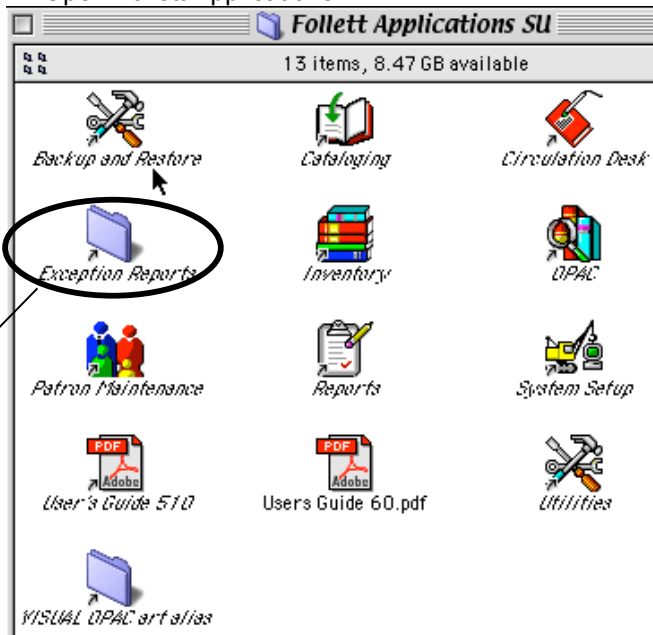 Follett Applications SU
13 items, 8.47 GB available
Backup and Restore
Cataloging
Circulation Desk
Exception Reports
Inventory
OPAC
Patron Maintenance
Reports
System Setup
PDF
Adobe
PDF
Adobe
User's Guide 510
Users Guide 60.pdf
Utilities
VISUAL OPAC art alias